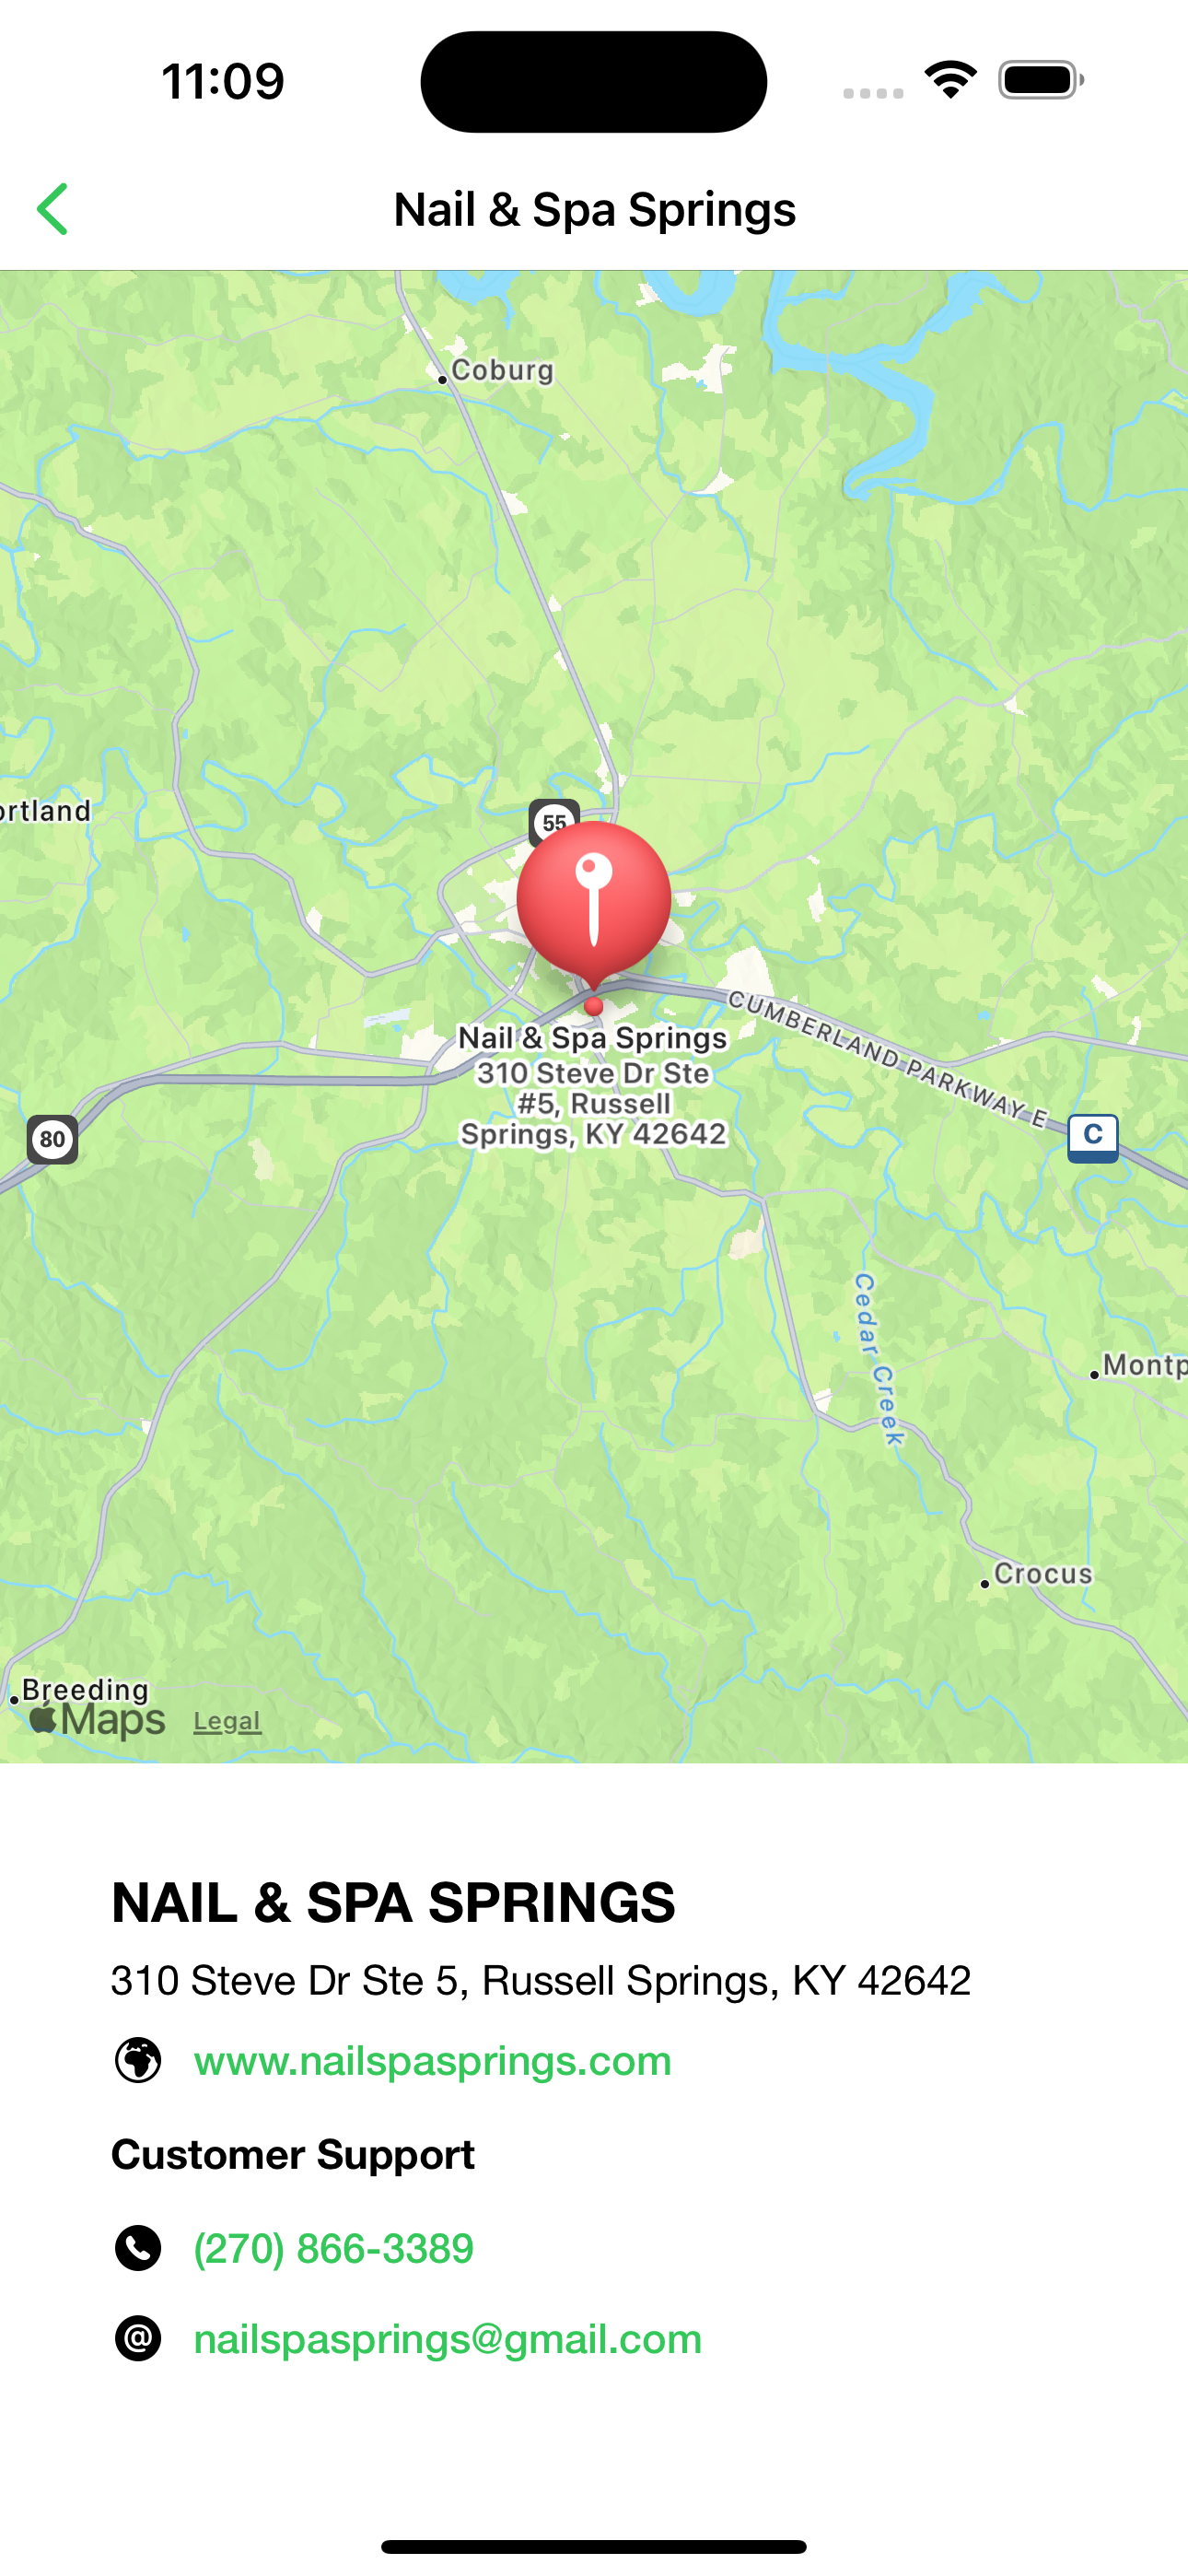 11:09
Nail & Spa Springs
Coburg
ortland
55
CUMBERLAND PARKWAY E
Nail & Spa Springs
310 Steve Dr Ste
#5, Russell
Springs, KY 42642
80
C
Cedar Creek
Montp
Crocus
Breeding
Maps Legal
NAIL & SPA SPRINGS
310 Steve Dr Ste 5, Russell Springs, KY 42642
www.nailspasprings.com
Customer Support
(270) 866-3389
@ nailspasprings@gmail.com